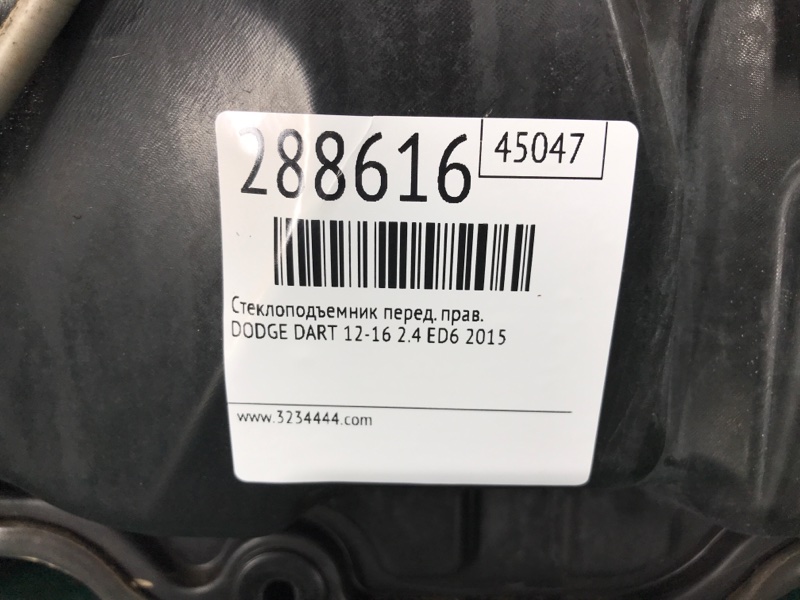 288616
45047
Стеклоподъемник перед. прав.
DODGE DART 12-16 2.4 ED6 2015
www.3234444.com